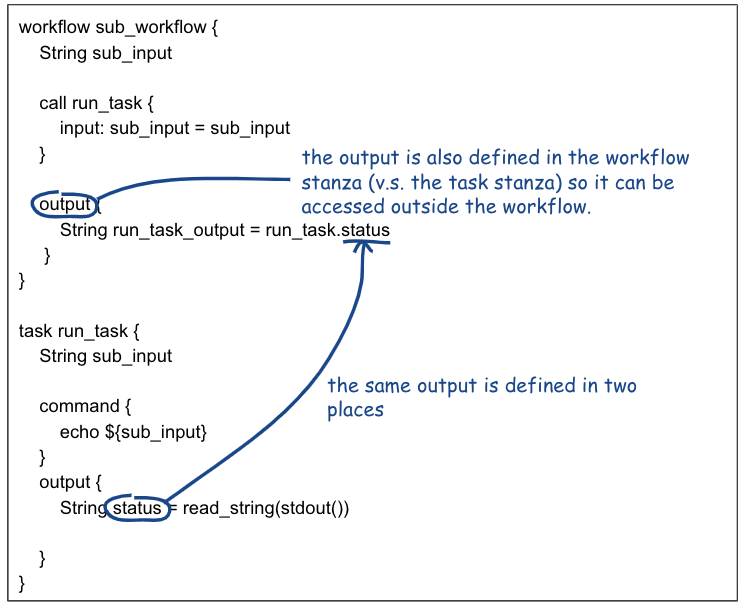 workflow sub_workflow {
String sub_input
call run_task {
input: sub_input = sub_input
}
the output is also defined in the workflow
stanza (v.s. the task stanza) so it can be
accessed outside the workflow.
output {
String run_task_output = run_task.status
}
}
task run_task {
String sub_input
the same output is defined in two
places
command {
echo ${sub_input}
}
output {
String status = read_string(stdout())
}
}